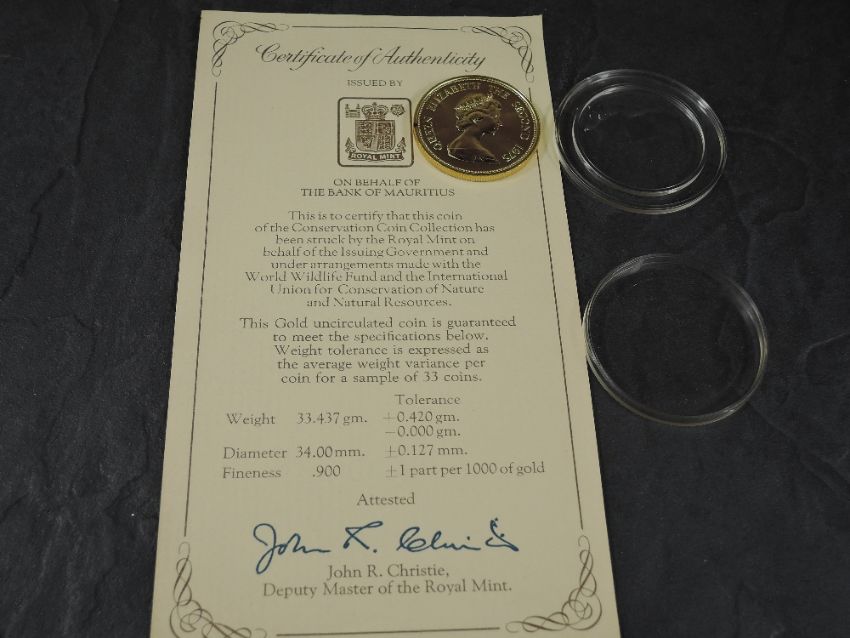 Certificate of Authenticity
ISSUED BY
ROYAL MINT
QUEEN ELIZABETH THE SECOND 1975
ON BEHALF OF
THE BANK OF MAURITIUS
This is to certify that this coin
of the Conservation Coin Collection has
been struck by the Royal Mint on
behalf of the Issuing Government and
under arrangements made with the
World Wildlife Fund and the International
Union for Conservation of Nature
and Natural Resources.
This Gold uncirculated coin is guaranteed
to meet the specifications below.
Weight tolerance is expressed as
the average weight variance per
coin for a sample of 33 coins.
Tolerance
Weight 33.437 gm. +0.420 gm.
−0.000 gm.
Diameter 34.00 mm. ±0.127 mm.
Fineness .900 ±1 part per 1000 of gold
Attested
John R. Christie
John R. Christie,
Deputy Master of the Royal Mint.